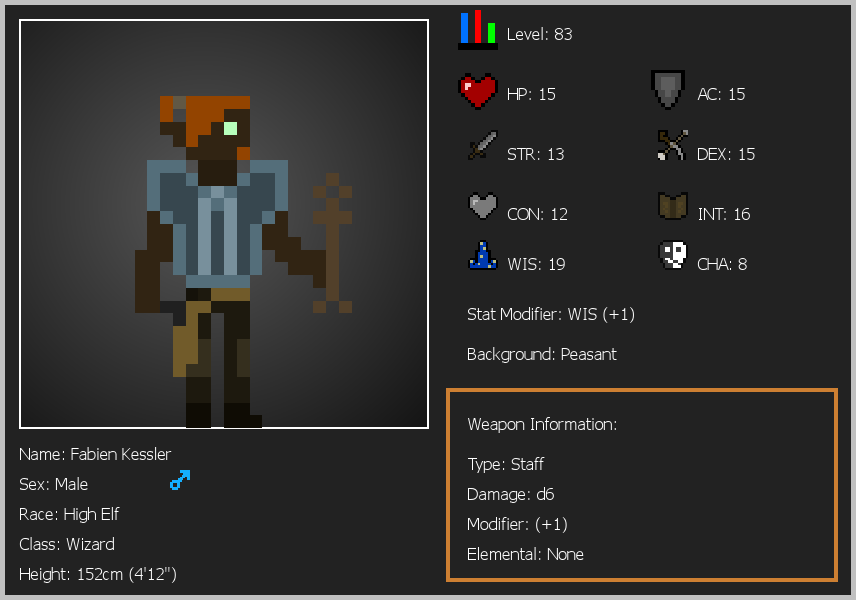 Level: 83
HP: 15
AC: 15
STR: 13
DEX: 15
CON: 12
INT: 16
WIS: 19
CHA: 8
Stat Modifier: WIS (+1)
Background: Peasant
Weapon Information:
Type: Staff
Damage: d6
Modifier: (+1)
Elemental: None
Name: Fabien Kessler
Sex: Male
Race: High Elf
Class: Wizard
Height: 152cm (4'12")